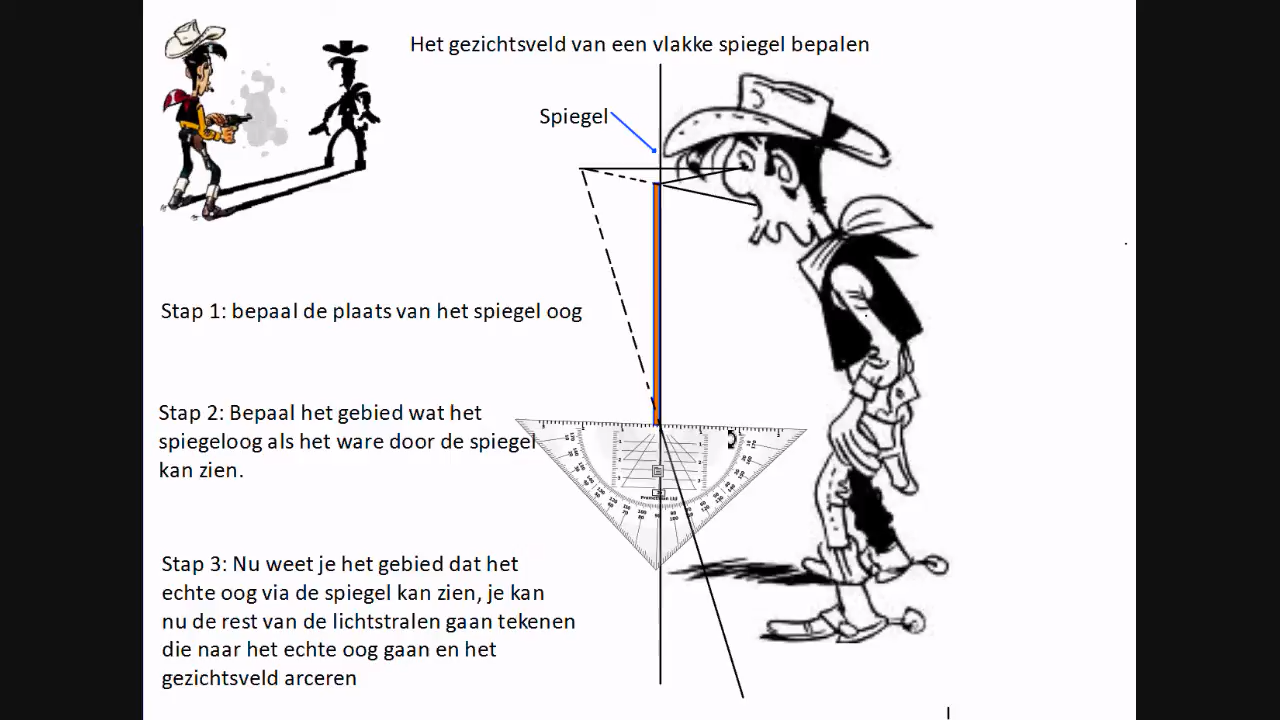 Het gezichtsveld van een vlakke spiegel bepalen
Spiegel
Stap 1: bepaal de plaats van het spiegel oog
Stap 2: Bepaal het gebied wat het
spiegeloog als het ware door de spiegel
kan zien.
Stap 3: Nu weet je het gebied dat het
echte oog via de spiegel kan zien, je kan
nu de rest van de lichtstralen gaan tekenen
die naar het echte oog gaan en het
gezichtsveld arceren